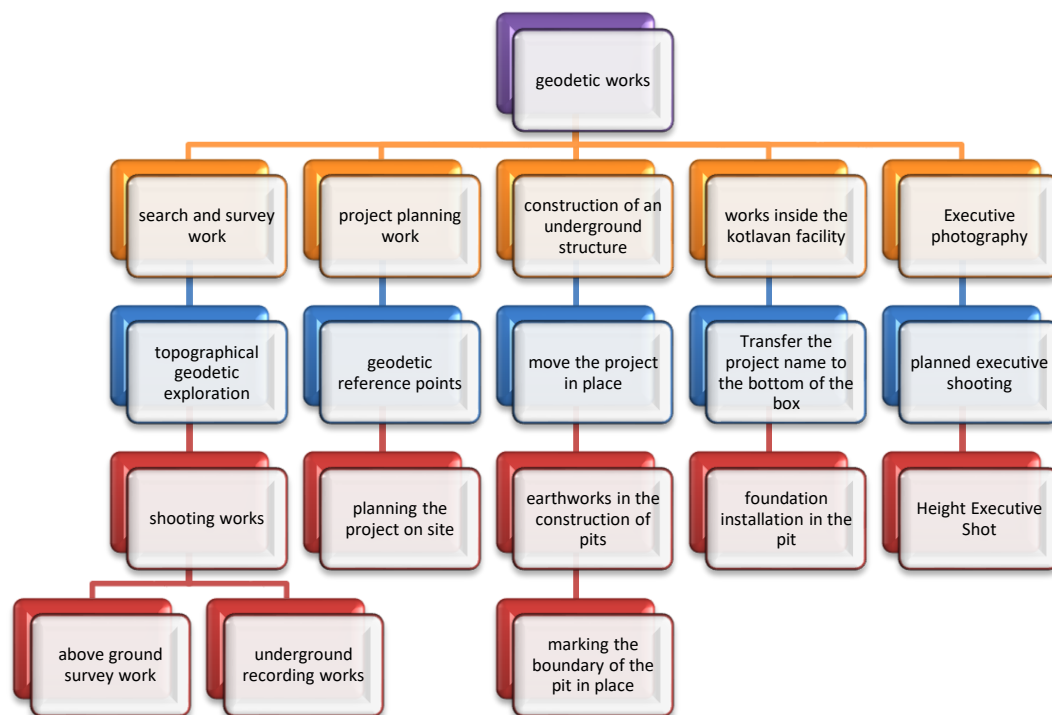 geodetic works
search and survey
work
project planning
work
construction of an
underground
structure
works inside the
kotlavan facility
Executive
photography
topographical
geodetic
exploration
geodetic
reference points
move the project
in place
Transfer the
project name to
the bottom of the
box
planned executive
shooting
shooting works
planning the
project on site
earthworks in the
construction of
pits
foundation
installation in the
pit
Height Executive
Shot
above ground
survey work
underground
recording works
marking the
boundary of the
pit in place